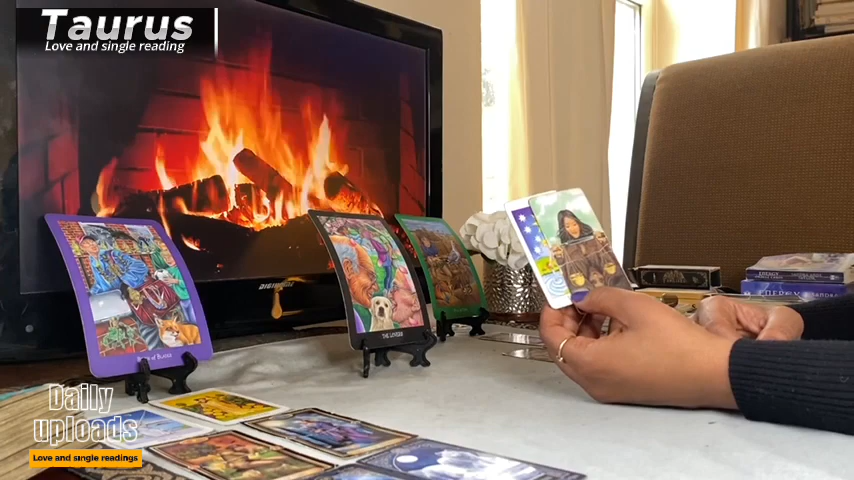 Taurus
Love and single reading
THE LOVERS
Daily
uploads
Love and single readings